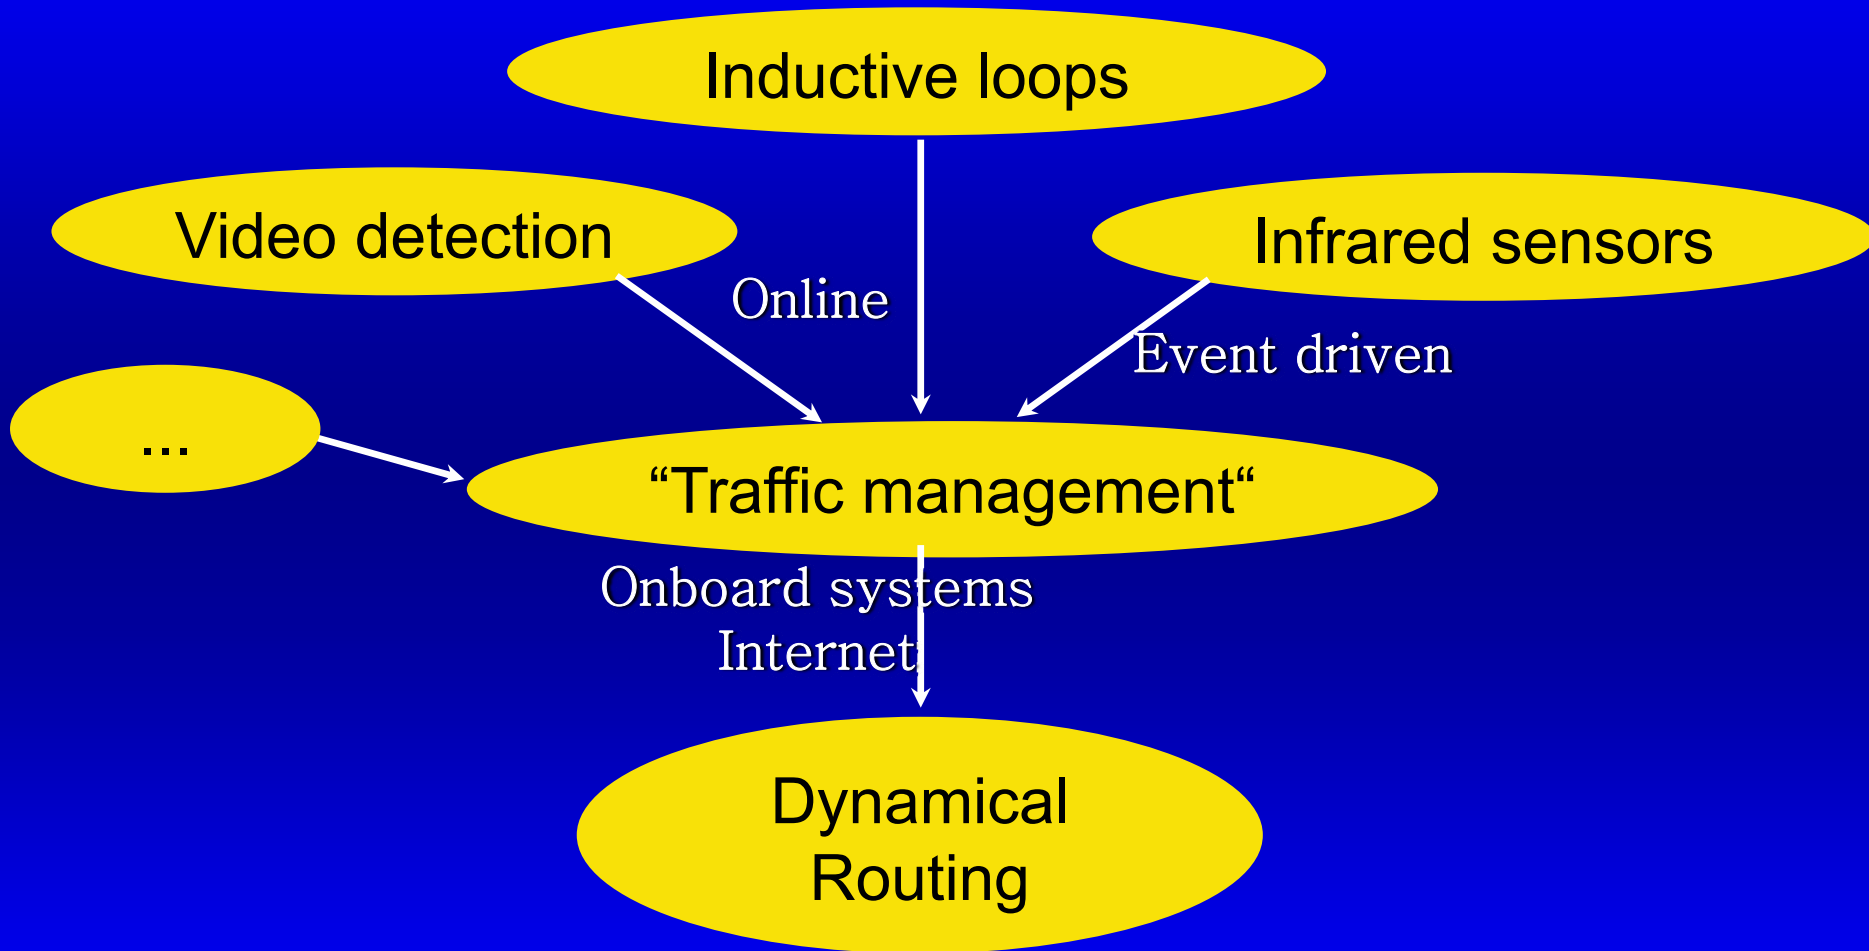 Inductive loops
Video detection
Infrared sensors
Online
Event driven
...
“Traffic management“
Onboard systems
Internet
Dynamical
Routing